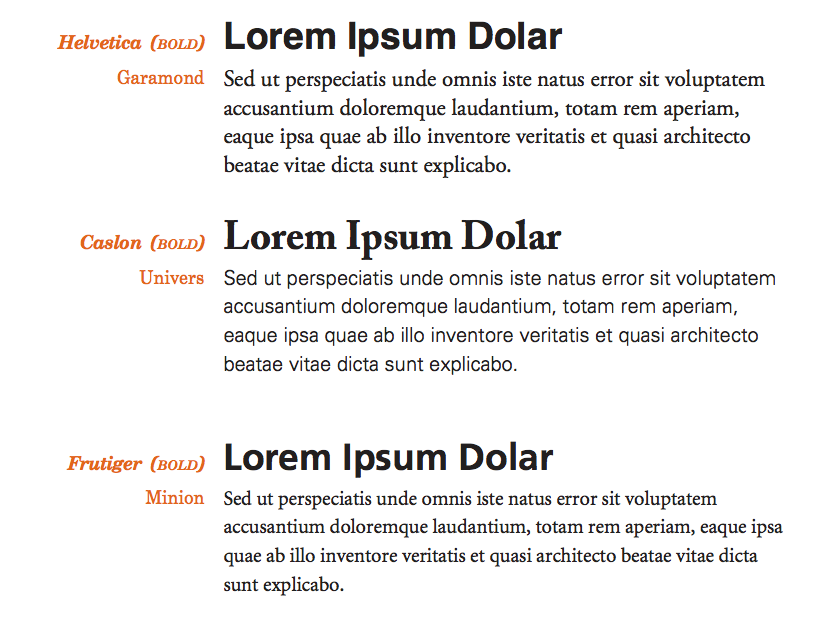 Helvetica (BOLD) Lorem Ipsum Dolar
Garamond Sed ut perspeciatis unde omnis iste natus error sit voluptatem
accusantium doloremque laudantium, totam rem aperiam,
eaque ipsa quae ab illo inventore veritatis et quasi architecto
beatae vitae dicta sunt explicabo.
Caslon (BOLD) Lorem Ipsum Dolar
Univers Sed ut perspeciatis unde omnis iste natus error sit voluptatem
accusantium doloremque laudantium, totam rem aperiam,
eaque ipsa quae ab illo inventore veritatis et quasi architecto
beatae vitae dicta sunt explicabo.
Frutiger (BOLD) Lorem Ipsum Dolar
Minion Sed ut perspeciatis unde omnis iste natus error sit voluptatem
accusantium doloremque laudantium, totam rem aperiam, eaque ipsa
quae ab illo inventore veritatis et quasi architecto beatae vitae dicta
sunt explicabo.